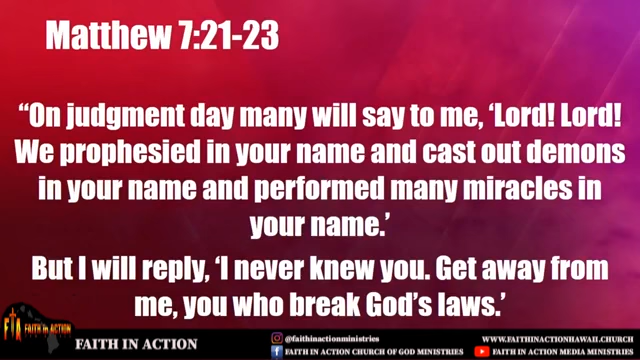 Matthew 7:21-23
“On judgment day many will say to me, ‘Lord! Lord!
We prophesied in your name and cast out demons
in your name and performed many miracles in
your name.’
But I will reply, ‘I never knew you. Get away from
me, you who break God’s laws.’
FIA FAITH in ACTION
FAITH IN ACTION
@faithinactionministries
FAITH IN ACTION CHURCH OF GOD MINISTRIES
WWW.FAITHINACTIONHAWAII.CHURCH
FAITH IN ACTION MEDIA MINISTRIES